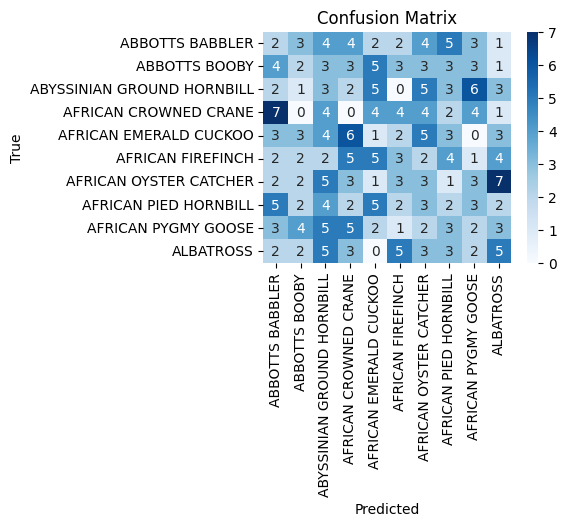 Confusion Matrix
True
ABBOTTS BABBLER 2 3 4 4 2 2 4 5 3 1
ABBOTTS BOOBY 4 2 3 3 5 3 3 3 3 1
ABYSSINIAN GROUND HORNBILL 2 1 3 2 5 0 5 3 6 3
AFRICAN CROWNED CRANE 7 0 4 0 4 4 4 2 4 1
AFRICAN EMERALD CUCKOO 3 3 4 6 1 2 5 3 0 3
AFRICAN FIREFINCH 2 2 2 5 5 3 2 4 1 4
AFRICAN OYSTER CATCHER 2 2 5 3 1 3 3 1 3 7
AFRICAN PIED HORNBILL 5 2 4 2 5 2 3 2 3 2
AFRICAN PYGMY GOOSE 3 4 5 5 2 1 2 3 2 3
ALBATROSS 2 2 5 3 0 5 3 3 2 5
ABBOTTS BABBLER
ABBOTTS BOOBY
ABYSSINIAN GROUND HORNBILL
AFRICAN CROWNED CRANE
AFRICAN EMERALD CUCKOO
AFRICAN FIREFINCH
AFRICAN OYSTER CATCHER
AFRICAN PIED HORNBILL
AFRICAN PYGMY GOOSE
ALBATROSS
Predicted
7
6
5
4
3
2
1
0